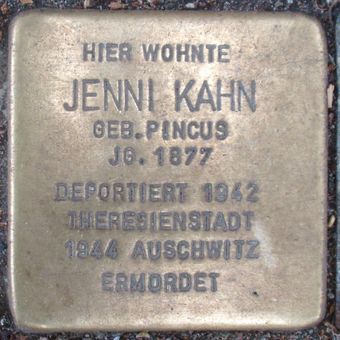 HIER WOHNTE
JENNI KAHN
GEB. PINCUS
JG. 1877
DEPORTIERT 1942
THERESIENSTADT
1944 AUSCHWITZ
ERMORDET